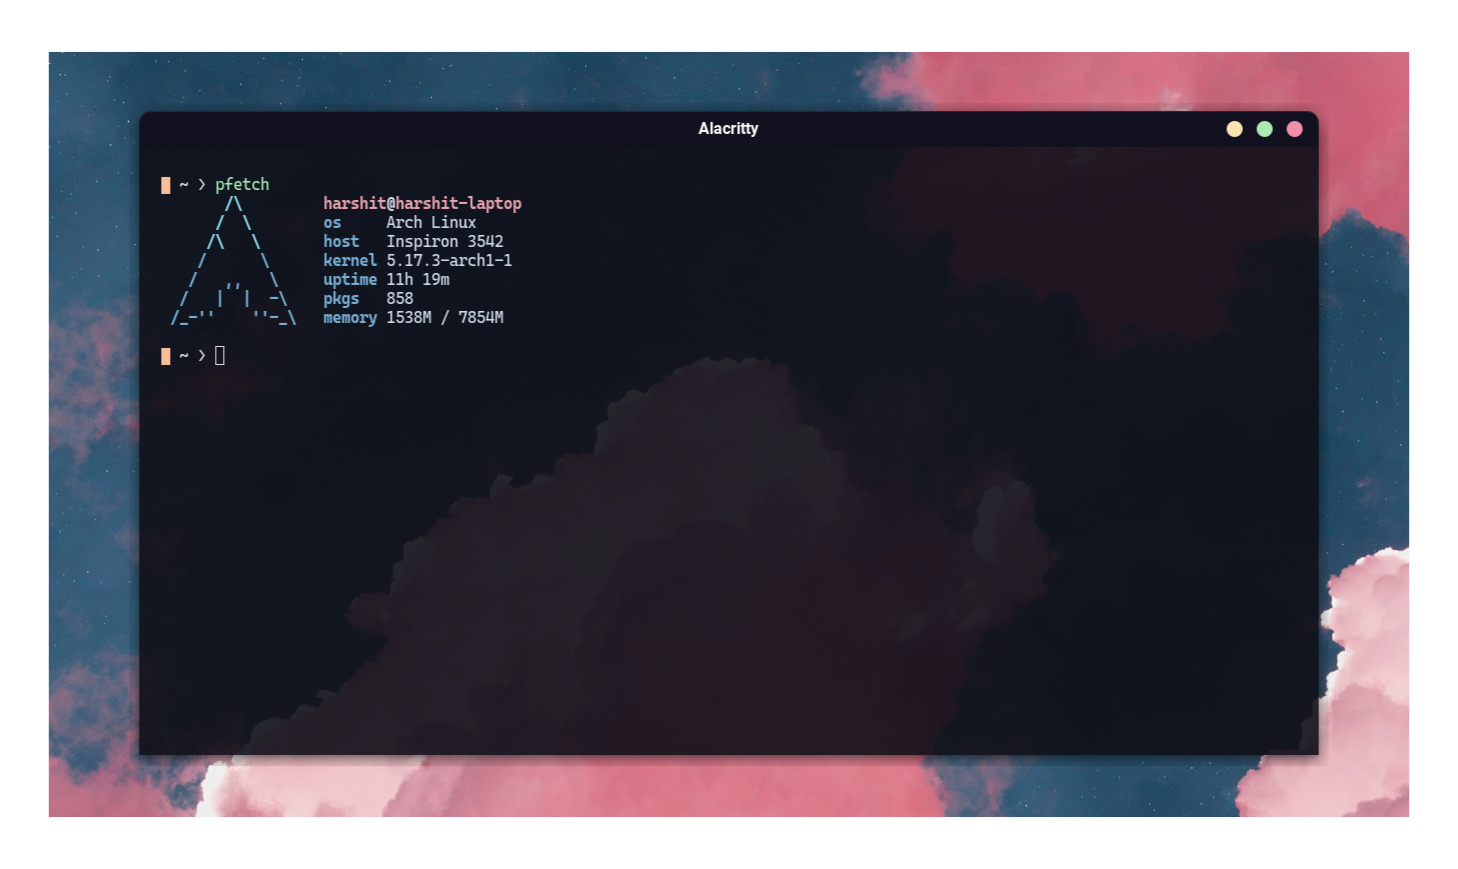 Alacritty
~ ❯ pfetch
harshit@harshit-laptop
os Arch Linux
host Inspiron 3542
kernel 5.17.3-arch1-1
uptime 11h 19m
pkgs 858
memory 1538M / 7854M
~ ❯